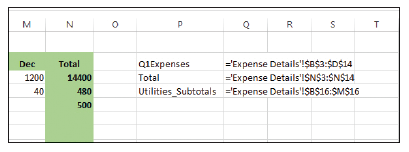 M N O P Q R S T
Dec Total Q1Expenses ='Expense Details'!$B$3:$D$14
1200 14400 Total ='Expense Details'!$N$3:$N$14
40 480 Utilities_Subtotals ='Expense Details'!$B$16:$M$16
500